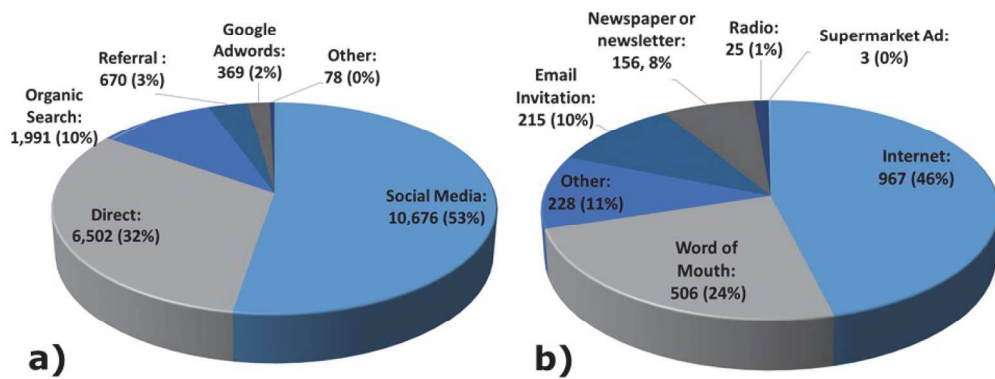 Google
Adwords:
369 (2%)
Other:
78 (0%)
Referral :
670 (3%)
Organic
Search:
1,991 (10%)
Direct:
6,502 (32%)
Social Media:
10,676 (53%)
a)
Newspaper or
newsletter:
156, 8%
Radio:
25 (1%)
Supermarket Ad:
3 (0%)
Email
Invitation:
215 (10%)
Internet:
967 (46%)
Other:
228 (11%)
Word of
Mouth:
506 (24%)
b)